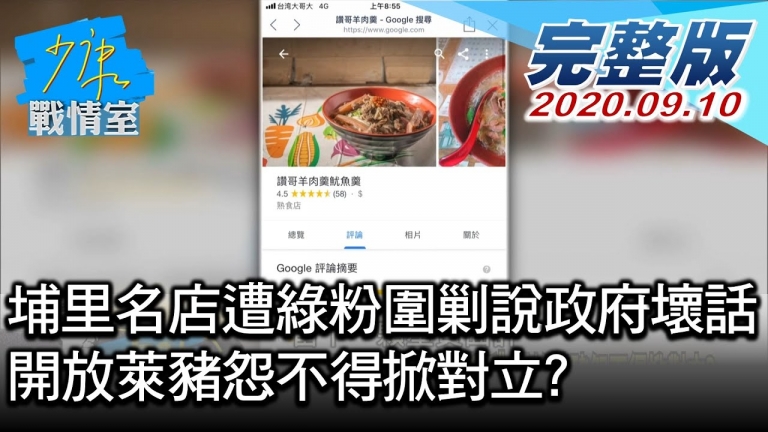 台灣大哥大 4G 上午8:55
讚哥羊肉羹 - Google 搜尋
https://www.google.com
少康
戰情室
完整版
2020.09.10
讚哥羊肉羹魷魚羹
4.5 (58) · $
熟食店
總覽 評論 相片 關於
Google 評論摘要
埔里名店遭綠粉圍剿說政府壞話
開放萊豬怨不得掀對立?